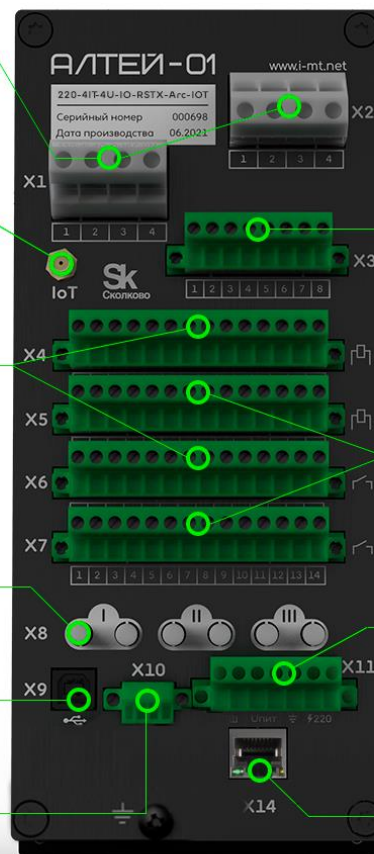 АЛТЕЙ-01
www.i-mt.net
220-4IT-4U-IO-RSTX-Arc-IOT
Серийный номер 000698
Дата производства 06.2021
X2
1 2 3 4
X1
1 2 3 4
X3
1 2 3 4 5 6 7 8
IoT
Sk
Сколково
X4
X5
X6
X7
1 2 3 4 5 6 7 8 9 10 11 12 13 14
I II III
X8
X9
X10
X11
Uпит 220
X14